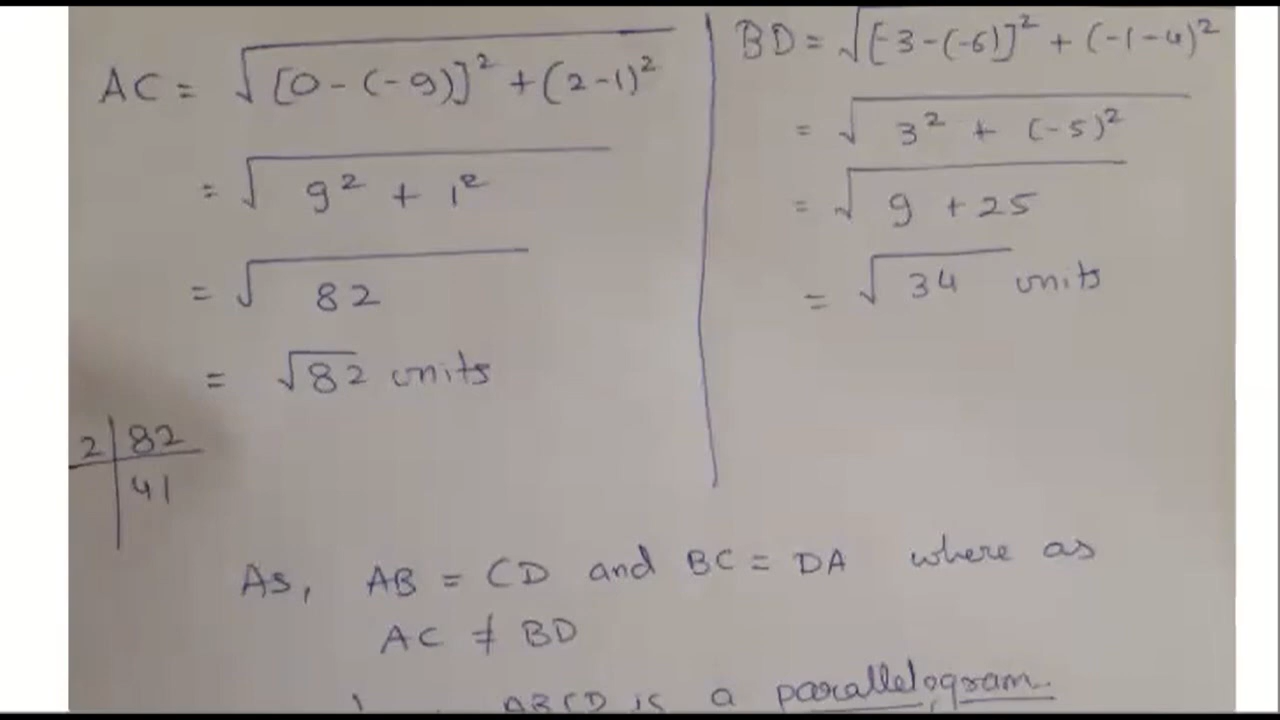 AC = √[0-(-9)]² + (2-1)²
= √9² + 1²
= √82
= √82 units
2 | 82
41
BD = √[-3-(-6)]² + (-1-4)²
= √3² + (-5)²
= √9 + 25
= √34 units
As, AB = CD and BC = DA where as
AC ≠ BD
ABCD is a parallelogram.